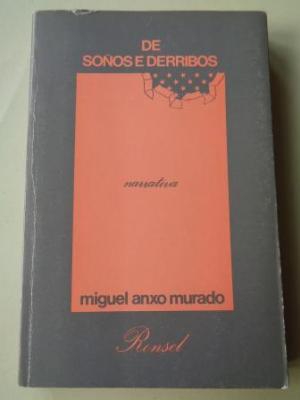 DE
SOÑOS E DERRIBOS
narrativa
miguel anxo murado
Ronsel